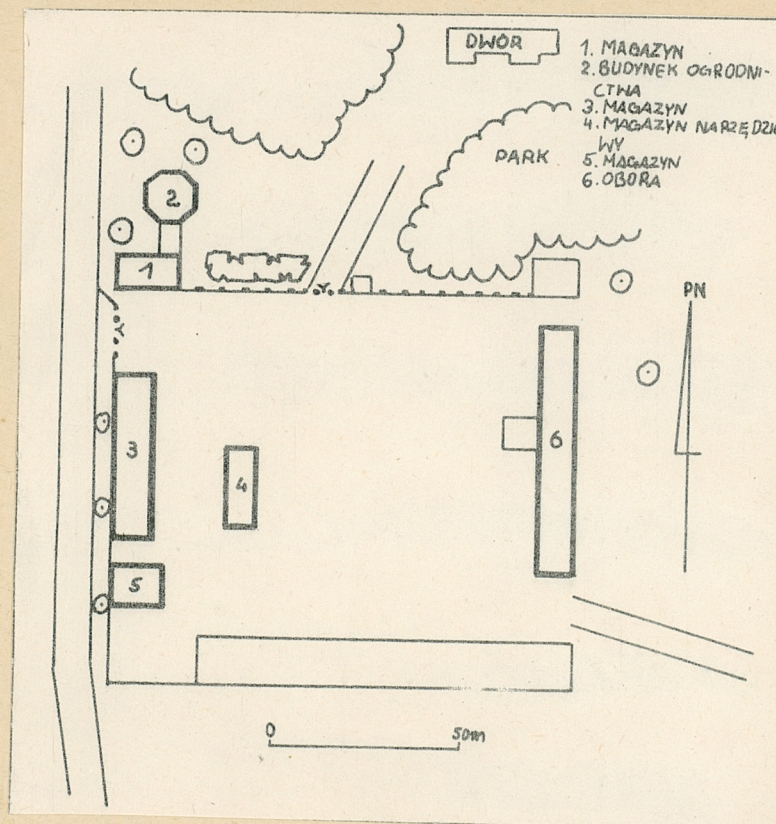 DWÓR
1. MAGAZYN
2. BUDYNEK OGRODNI-
CTWA
3. MAGAZYN
4. MAGAZYN NARZĘDZIO
WY
5. MAGAZYN
6. OBORA
PARK
2
1
PN
3
4
6
5
0 50m